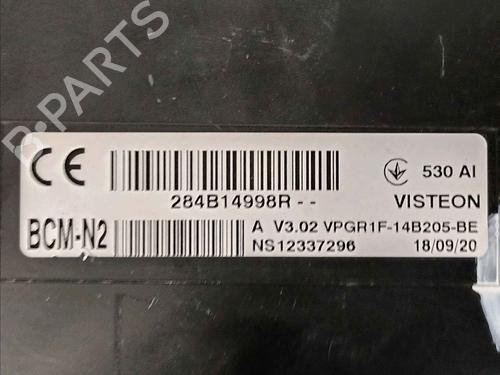 B-PARTS
CE
530 AI
284B14998R--
VISTEON
BCM-N2
A V3.02 VPGR1F-14B205-BE
NS12337296
18/09/20